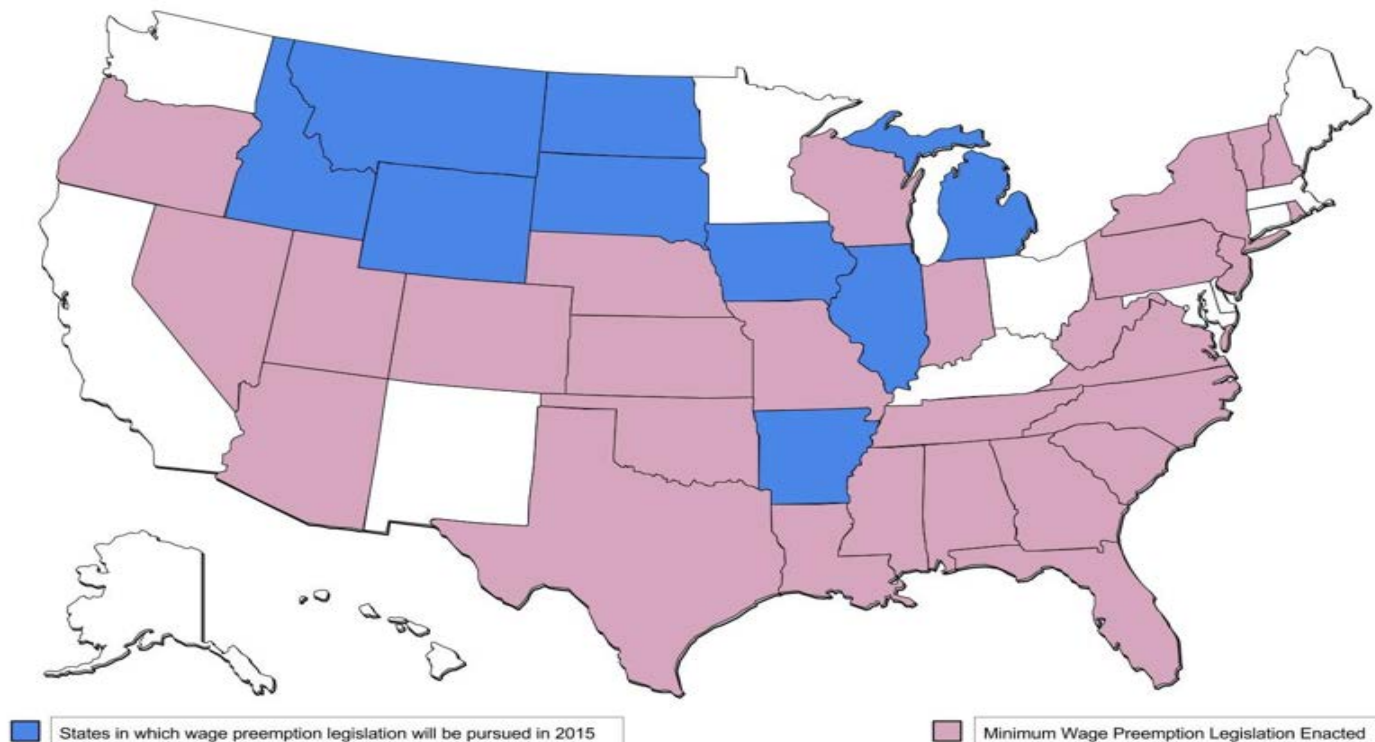 States in which wage preemption legislation will be pursued in 2015
Minimum Wage Preemption Legislation Enacted